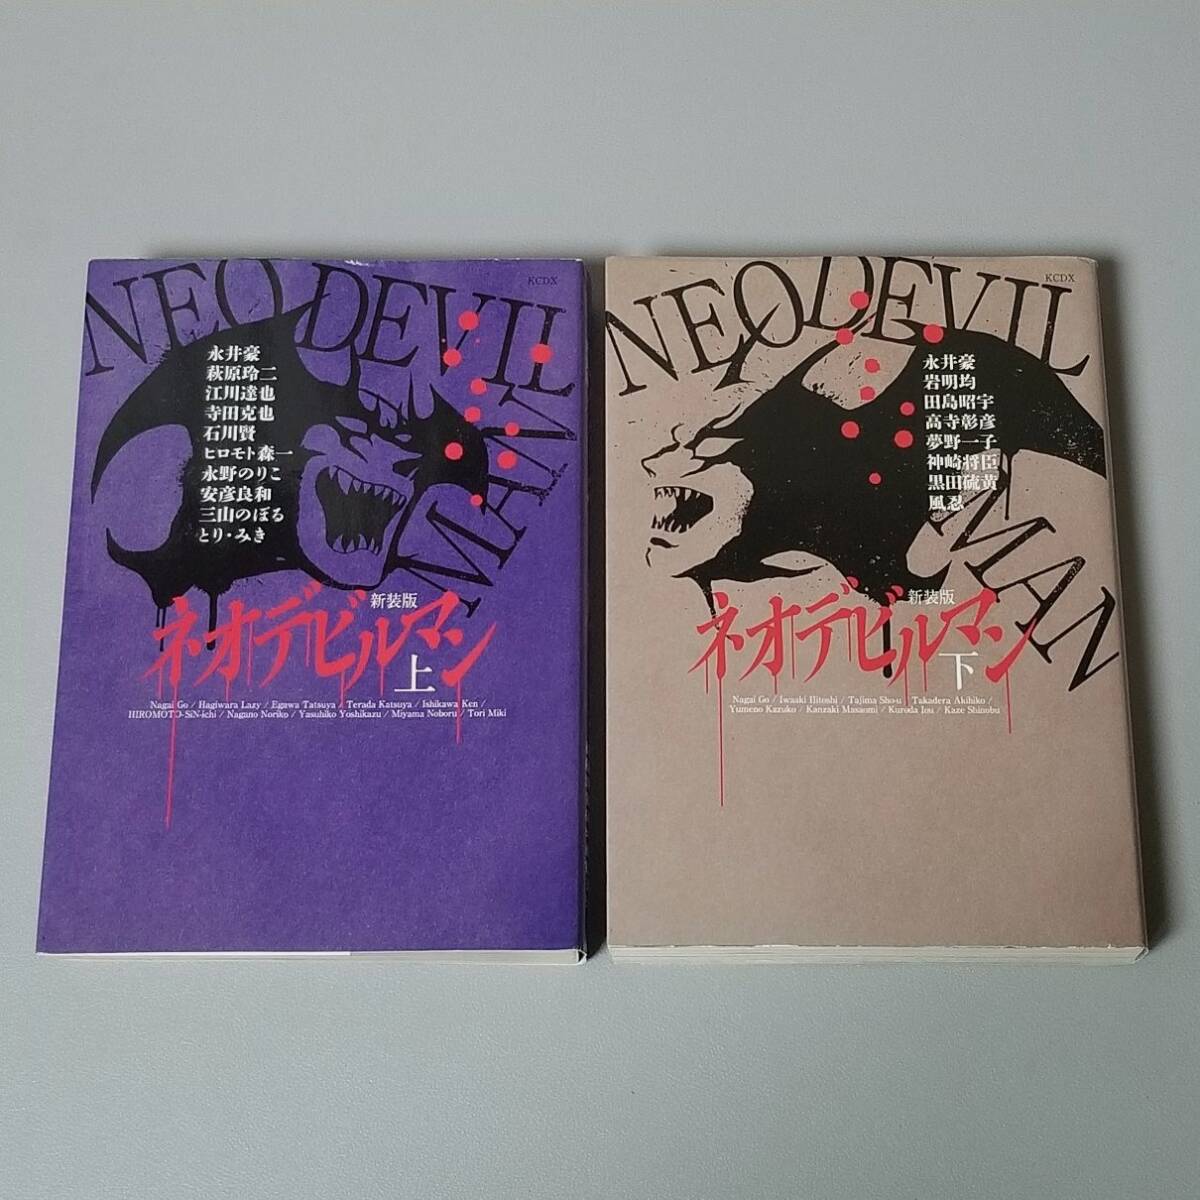 KCDX
NEO DEVIL
MAN
永井豪
萩原玲二
江川達也
寺田克也
石川賢
ヒロモト森一
永野のりこ
安彦良和
三山のぼる
とり・みき
新装版
ネオデビルマン
上
Nagai Go / Hagiwara Lazy / Egawa Tatsuya / Terada Katsuya / Ishikawa Ken /
HIROMOTO-SiN-ichi / Nagano Noriko / Yasuhiko Yoshikazu / Miyama Noboru / Tori Miki
KCDX
NEO DEVIL
MAN
永井豪
岩明均
田島昭宇
高寺彰彦
夢野一子
神崎将臣
黒田硫黄
風忍
新装版
ネオデビルマン
下
Nagai Go / Iwaaki Hitoshi / Tajima Sho-u / Takadera Akihiko /
Yumeno Kazuko / Kanzaki Masaomi / Kuroda Iou / Kaze Shinobu